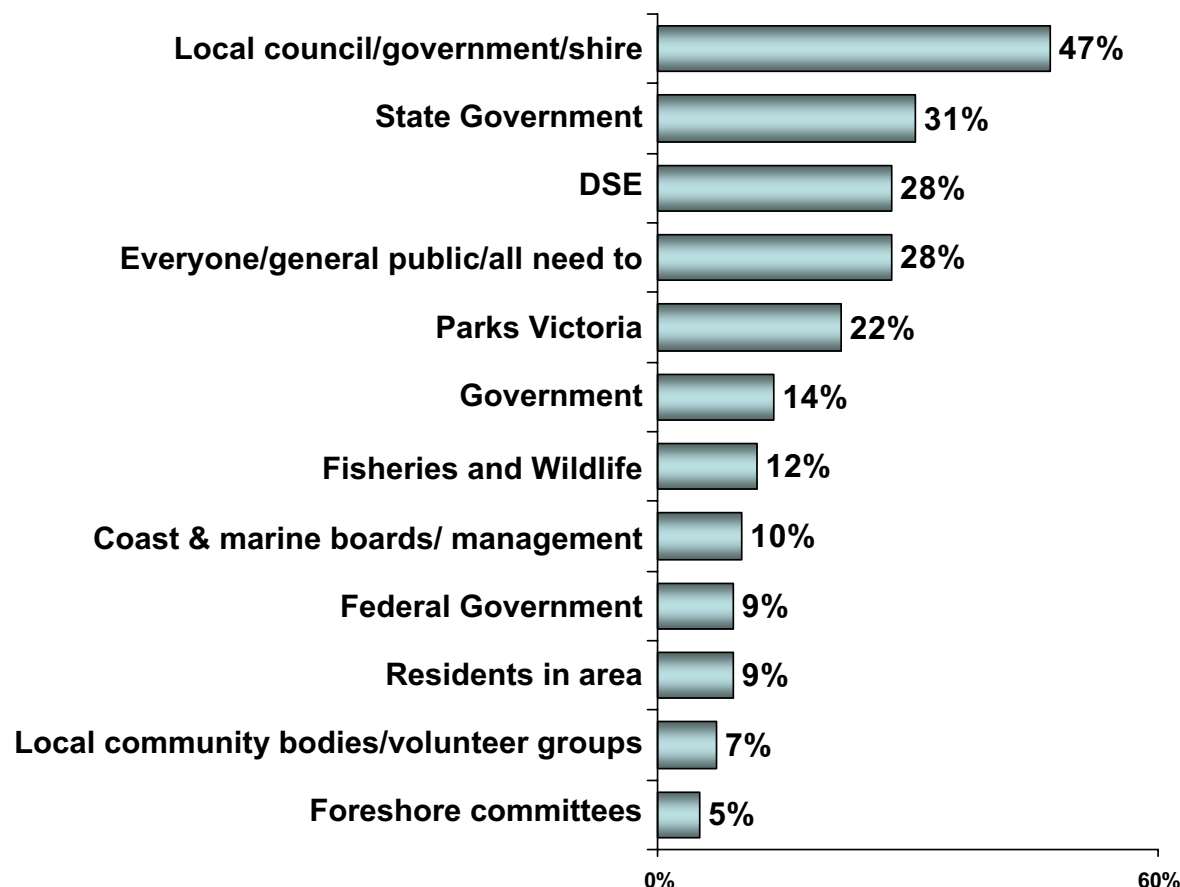 Local council/government/shire 47%
State Government 31%
DSE 28%
Everyone/general public/all need to 28%
Parks Victoria 22%
Government 14%
Fisheries and Wildlife 12%
Coast & marine boards/ management 10%
Federal Government 9%
Residents in area 9%
Local community bodies/volunteer groups 7%
Foreshore committees 5%
0% 60%